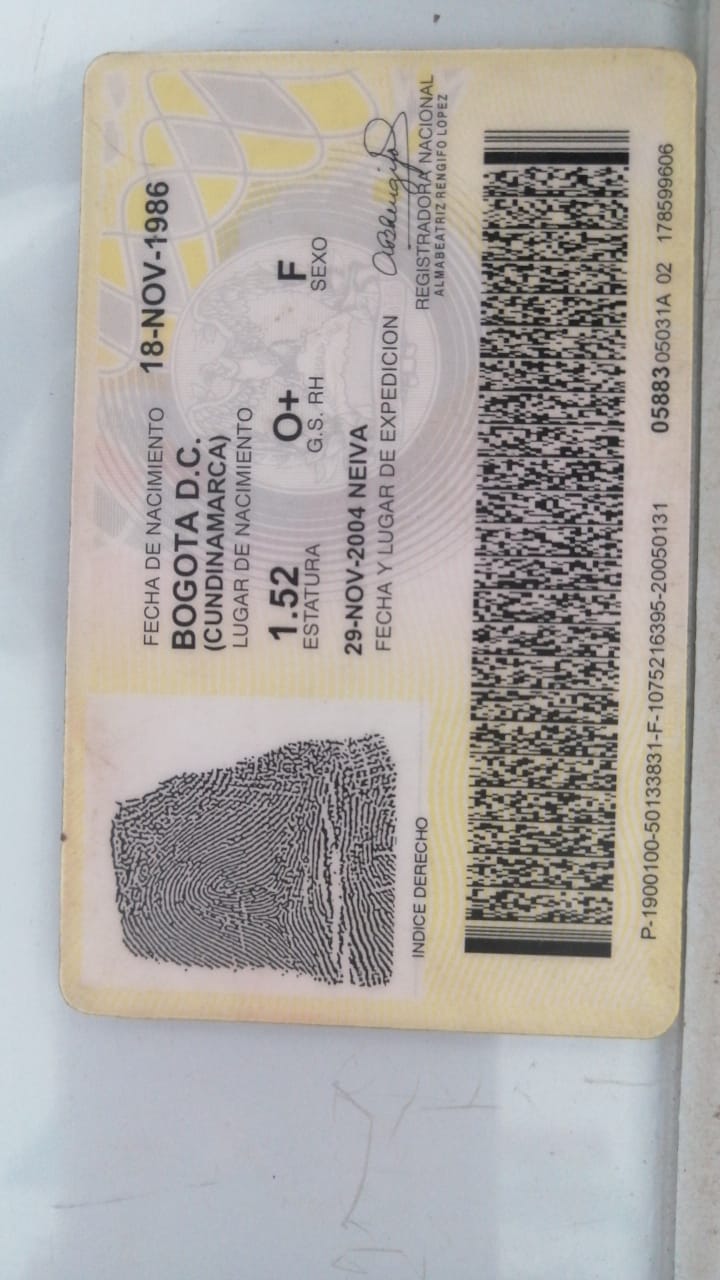 FECHA DE NACIMIENTO 18-NOV-1986
BOGOTA D.C.
(CUNDINAMARCA)
LUGAR DE NACIMIENTO
1.52 O+ F
ESTATURA G.S. RH SEXO
29-NOV-2004 NEIVA
FECHA Y LUGAR DE EXPEDICION
INDICE DERECHO
REGISTRADORA NACIONAL
ALMABEATRIZ RENGIFO LOPEZ
P-1900100-50133831-F-1075216395-20050131 05883 05031A 02 178599606